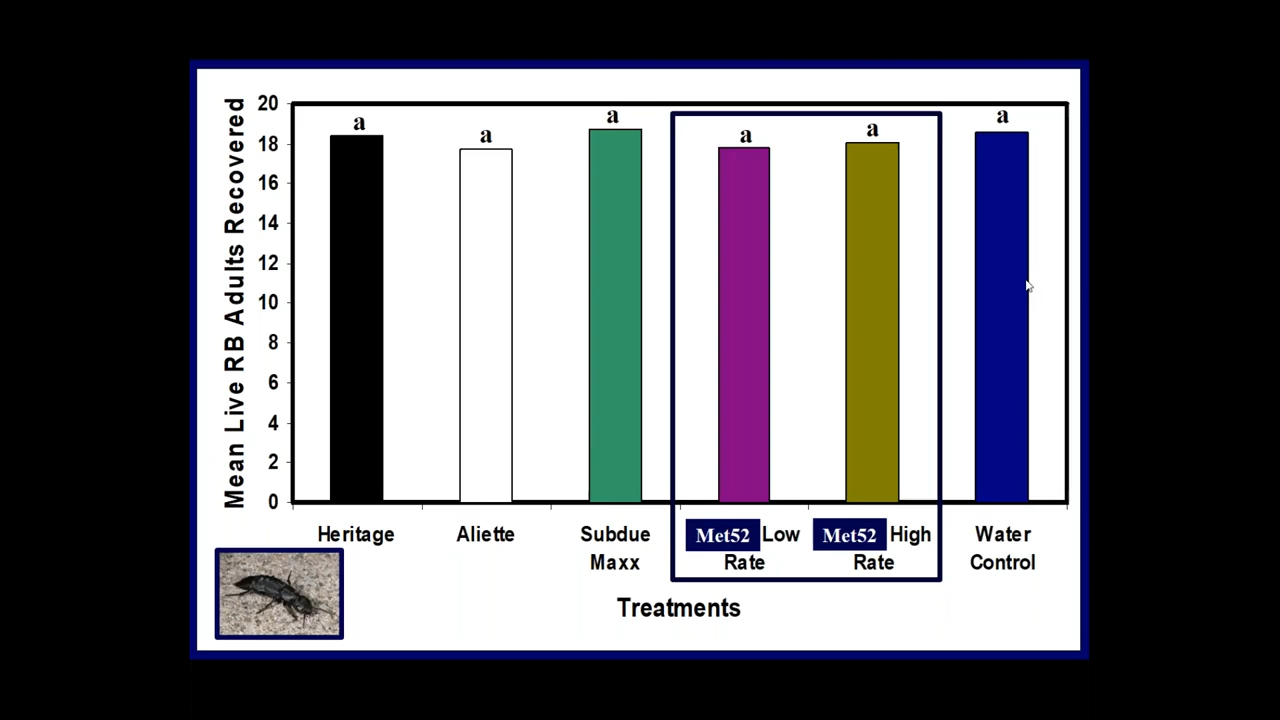 Mean Live RB Adults Recovered
20
18
16
14
12
10
8
6
4
2
0
a
a
a
a
a
a
Heritage
Aliette
Subdue
Maxx
Met52 Low
Rate
Met52 High
Rate
Water
Control
Treatments